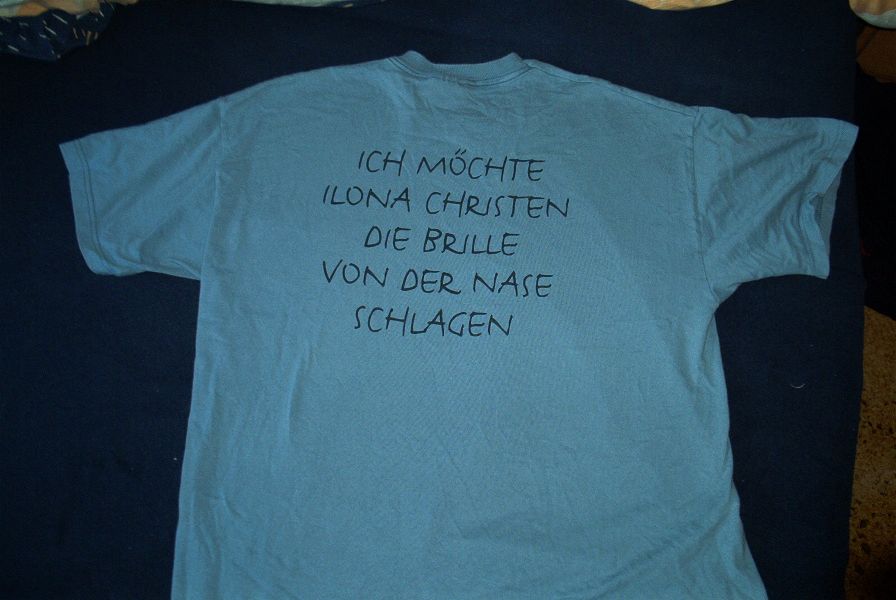 ICH MÖCHTE
ILONA CHRISTEN
DIE BRILLE
VON DER NASE
SCHLAGEN